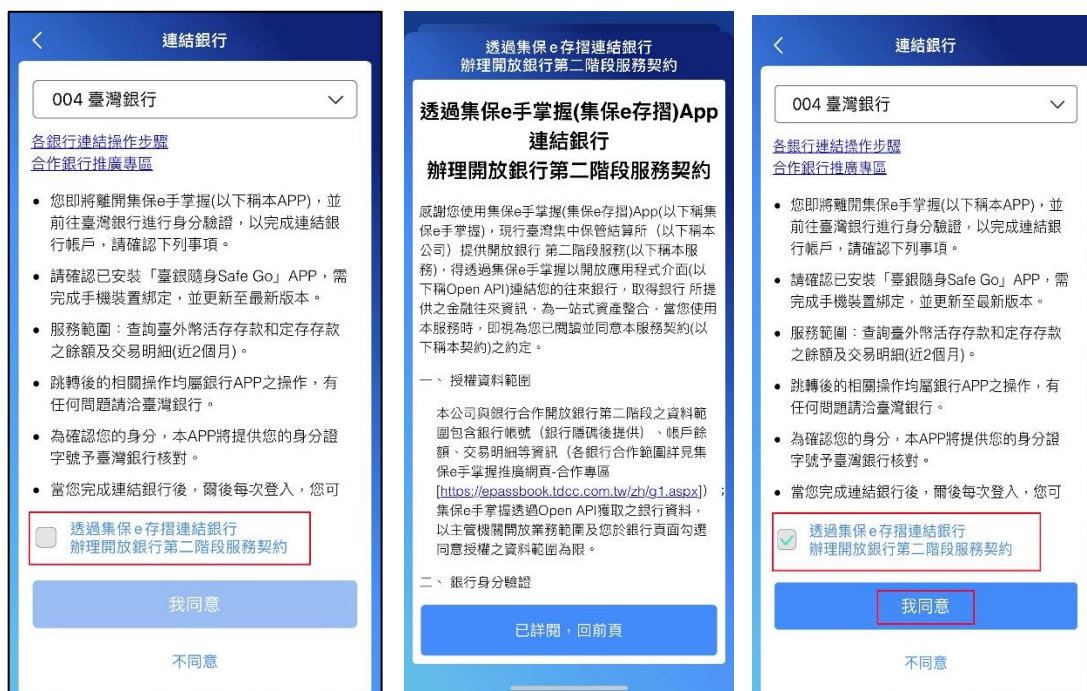 連結銀行
004 臺灣銀行
各銀行連結操作步驟
合作銀行推廣專區
• 您即將離開集保e手掌握(以下稱本APP)，並
前往臺灣銀行進行身分驗證，以完成連結銀
行帳戶，請確認下列事項。
• 請確認已安裝「臺銀隨身Safe Go」APP，需
完成手機裝置綁定，並更新至最新版本。
• 服務範圍：查詢臺外幣活存存款和定存存款
之餘額及交易明細(近2個月)。
• 跳轉後的相關操作均屬銀行APP之操作，有
任何問題請洽臺灣銀行。
• 為確認您的身分，本APP將提供您的身分證
字號予臺灣銀行核對。
• 當您完成連結銀行後，爾後每次登入，您可
透過集保e存摺連結銀行
辦理開放銀行第二階段服務契約
我同意
不同意
透過集保e存摺連結銀行
辦理開放銀行第二階段服務契約
透過集保e手掌握(集保e存摺)App
連結銀行
辦理開放銀行第二階段服務契約
感謝您使用集保e手掌握(集保e存摺)App(以下稱集
保e手掌握)，現行臺灣集中保管結算所（以下稱本
公司）提供開放銀行 第二階段服務(以下稱本服
務)，得透過集保e手掌握以開放應用程式介面(以
下稱Open API)連結您的往來銀行，取得銀行 所提
供之金融往來資訊，為一站式資產整合，當您使用
本服務時，即視為您已閱讀並同意本服務契約(以
下稱本契約)之約定。
一、 授權資料範圍
本公司與銀行合作開放銀行第二階段之資料範
圍包含銀行帳號（銀行隱碼後提供）、帳戶餘
額、交易明細等資訊（各銀行合作範圍詳見集
保e手掌握推廣網頁-合作專區
[https://epassbook.tdcc.com.tw/zh/g1.aspx]）；
集保e手掌握透過Open API獲取之銀行資料，
以主管機關開放業務範圍及您於銀行頁面勾選
同意授權之資料範圍為限。
二、 銀行身分驗證
已詳閱，回前頁
連結銀行
004 臺灣銀行
各銀行連結操作步驟
合作銀行推廣專區
• 您即將離開集保e手掌握(以下稱本APP)，並
前往臺灣銀行進行身分驗證，以完成連結銀
行帳戶，請確認下列事項。
• 請確認已安裝「臺銀隨身Safe Go」APP，需
完成手機裝置綁定，並更新至最新版本。
• 服務範圍：查詢臺外幣活存存款和定存存款
之餘額及交易明細(近2個月)。
• 跳轉後的相關操作均屬銀行APP之操作，有
任何問題請洽臺灣銀行。
• 為確認您的身分，本APP將提供您的身分證
字號予臺灣銀行核對。
• 當您完成連結銀行後，爾後每次登入，您可
透過集保e存摺連結銀行
辦理開放銀行第二階段服務契約
我同意
不同意